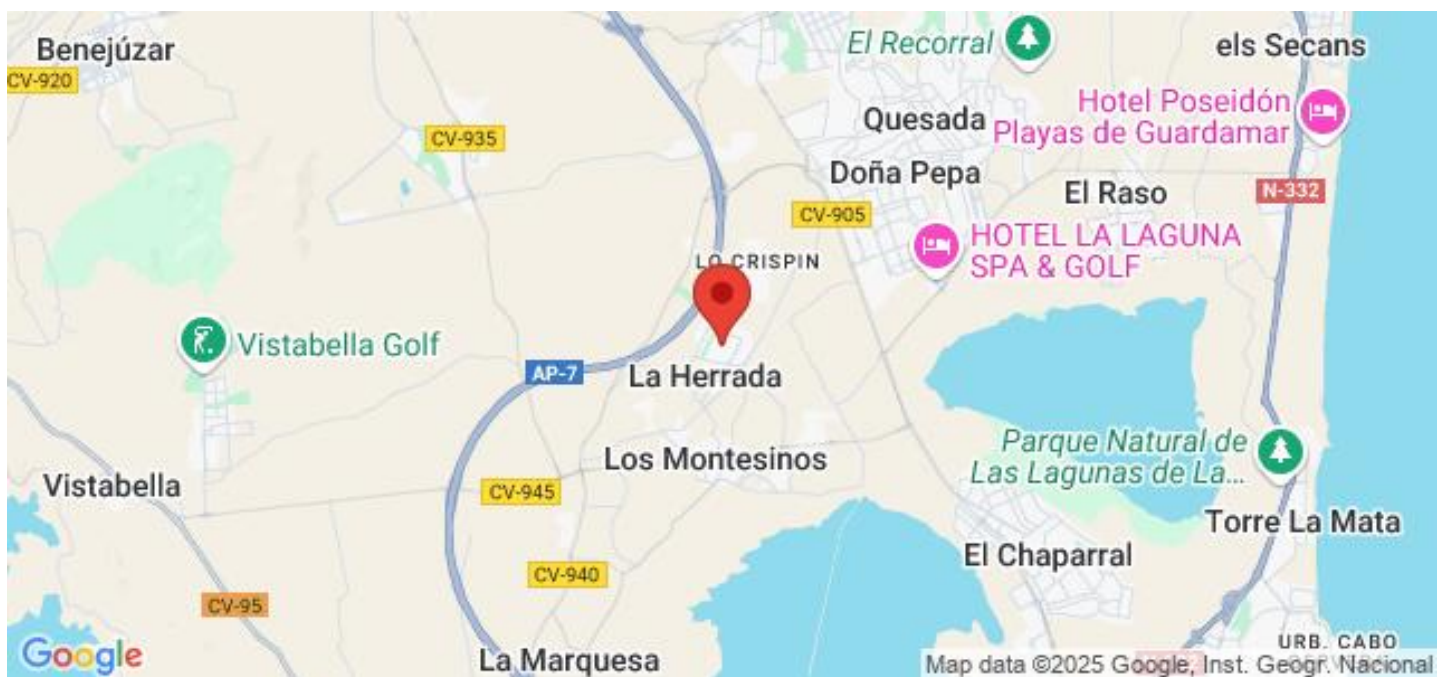 Benejúzar
El Recorral
els Secans
CV-920
Hotel Poseidón
Playas de Guardamar
Quesada
CV-935
Doña Pepa
El Raso
N-332
CV-905
HOTEL LA LAGUNA
SPA & GOLF
LO CRISPIN
Vistabella Golf
AP-7
La Herrada
Los Montesinos
Parque Natural de
Las Lagunas de La...
Vistabella
CV-945
Torre La Mata
El Chaparral
CV-940
CV-95
URB. CABO
Google
La Marquesa
Map data ©2025 Google, Inst. Geogr. Nacional